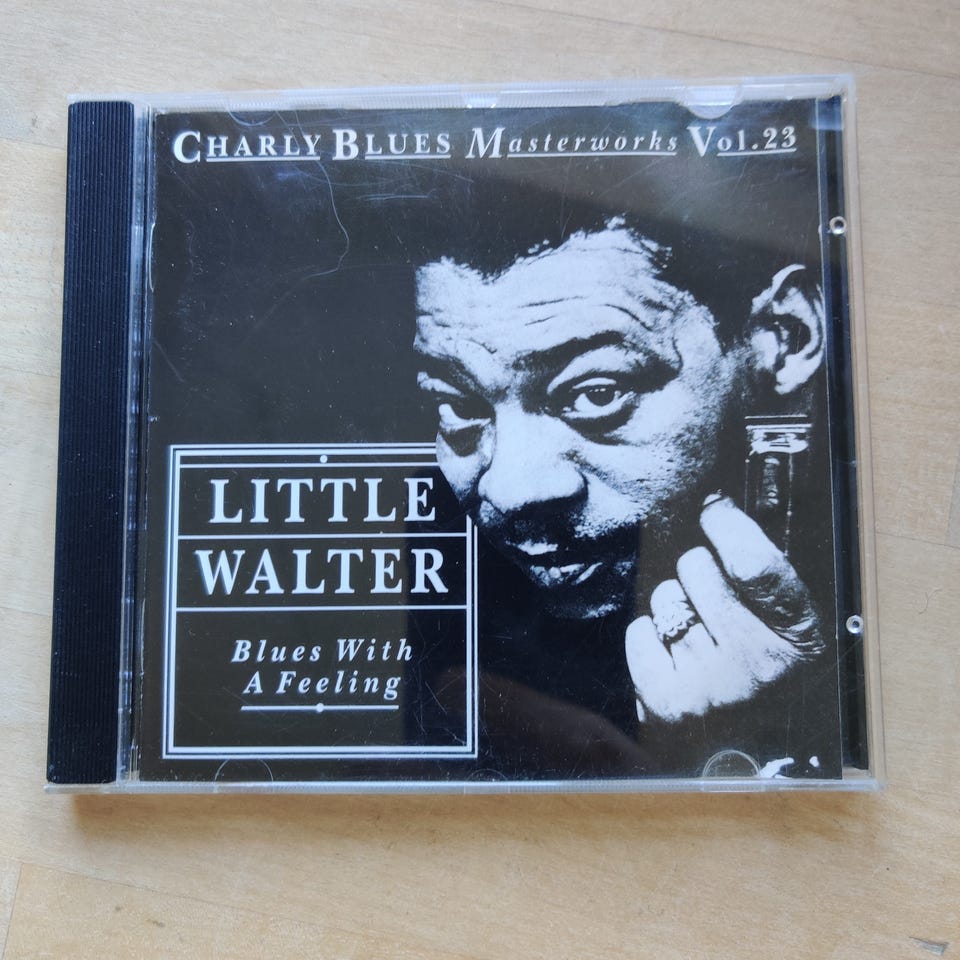 CHARLY BLUES Masterworks VOL.23
LITTLE
WALTER
Blues With
A Feeling